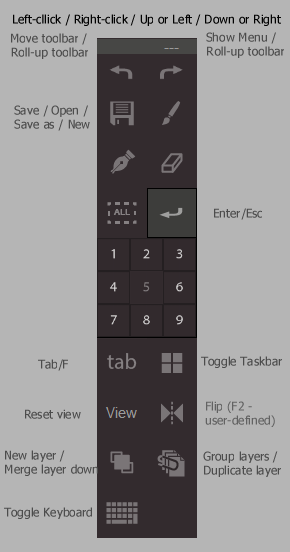 Left-cllick / Right-click / Up or Left / Down or Right
Move toolbar /
Roll-up toolbar
Show Menu /
Roll-up toolbar
Save / Open /
Save as / New
ALL
Enter/Esc
1 2 3
4 5 6
7 8 9
Tab/F
tab
Toggle Taskbar
Reset view
View
Flip (F2 -
user-defined)
New layer /
Merge layer down
Group layers /
Duplicate layer
Toggle Keyboard